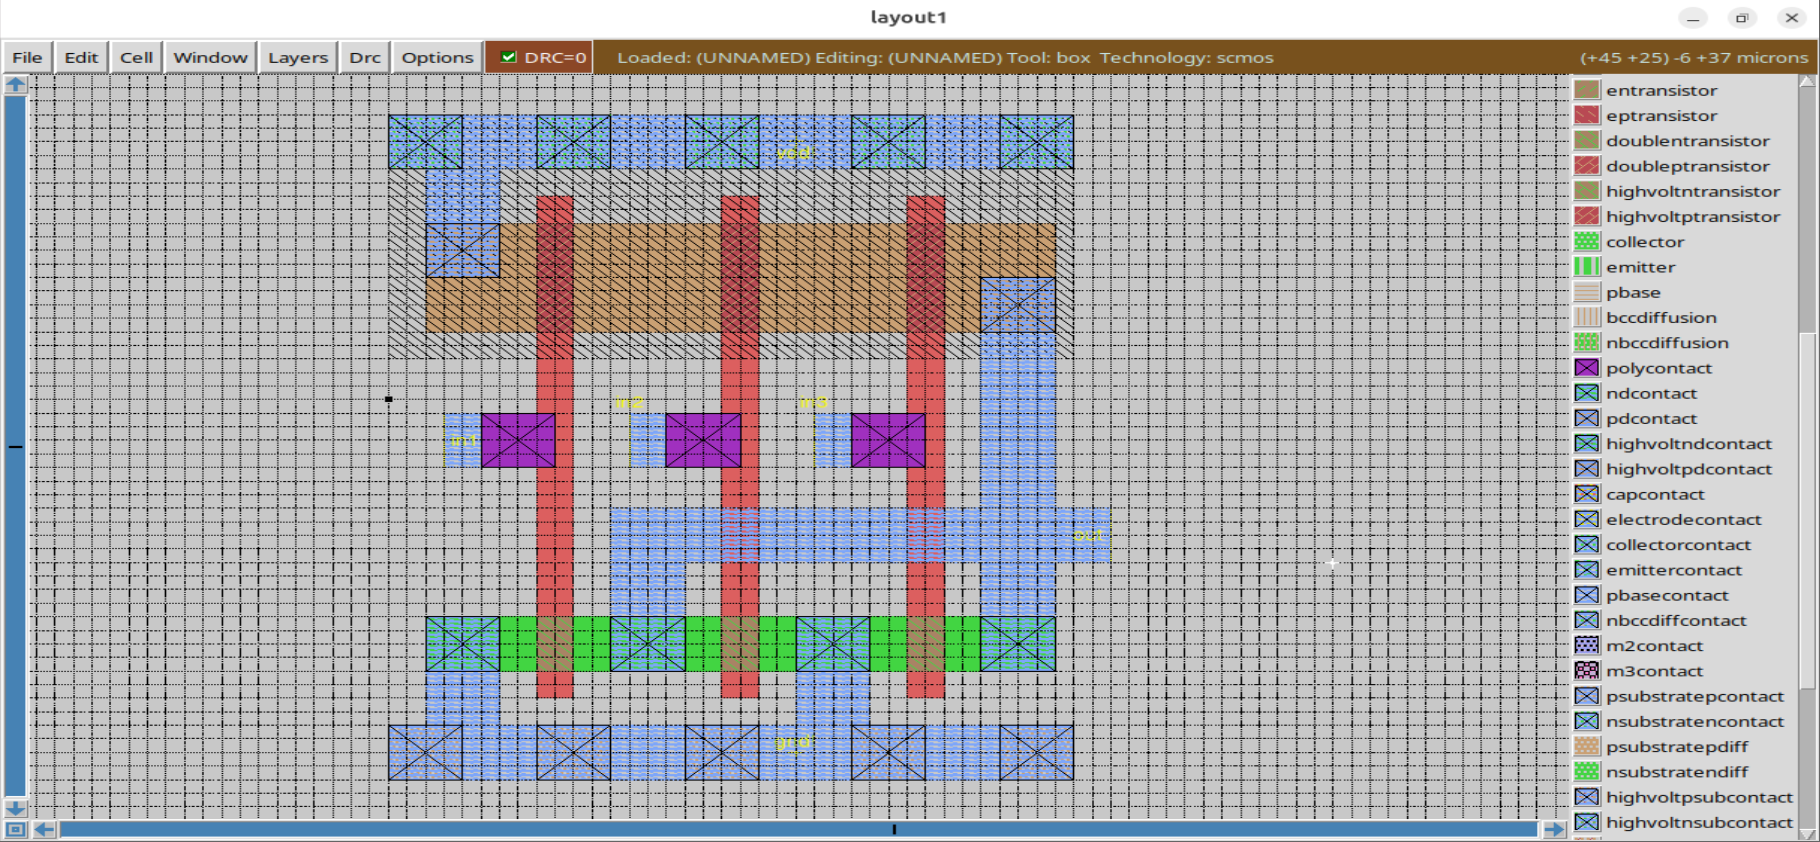 layout1
File Edit Cell Window Layers Drc Options DRC=0 Loaded: (UNNAMED) Editing: (UNNAMED) Tool: box Technology: scmos (+45 +25) -6 +37 microns
vdd
in2
in3
in1
out
gnd
entransistor
eptransistor
doublentransistor
doubleptransistor
highvoltntransistor
highvoltptransistor
collector
emitter
pbase
bccdiffusion
nbccdiffusion
polycontact
ndcontact
pdcontact
highvoltndcontact
highvoltpdcontact
capcontact
electrodecontact
collectorcontact
emittercontact
pbasecontact
nbccdiffcontact
m2contact
m3contact
psubstratepcontact
nsubstratencontact
psubstratepdiff
nsubstratendiff
highvoltpsubcontact
highvoltnsubcontact